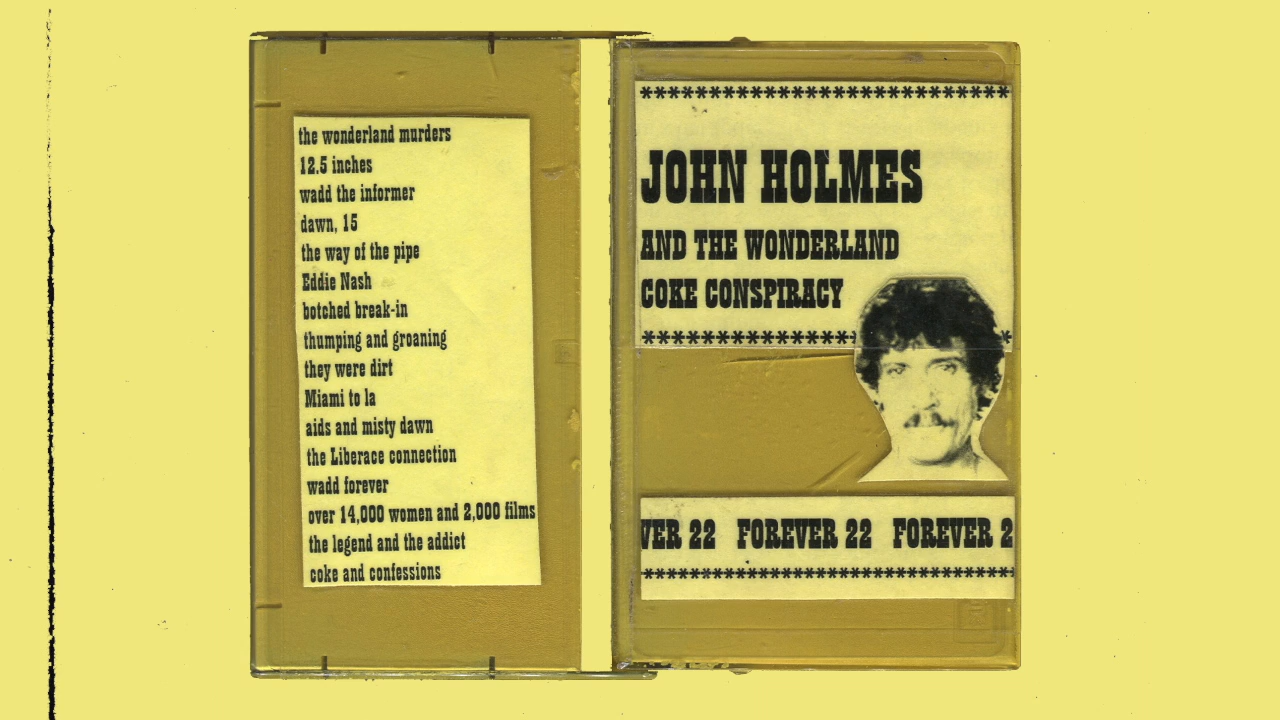 the wonderland murders
12.5 inches
wadd the informer
dawn, 15
the way of the pipe
Eddie Nash
botched break-in
thumping and groaning
they were dirt
Miami to la
aids and misty dawn
the Liberace connection
wadd forever
over 14,000 women and 2,000 films
the legend and the addict
coke and confessions
**************************
JOHN HOLMES
AND THE WONDERLAND
COKE CONSPIRACY
****************
VER 22 FOREVER 22 FOREVER 2
**********************************